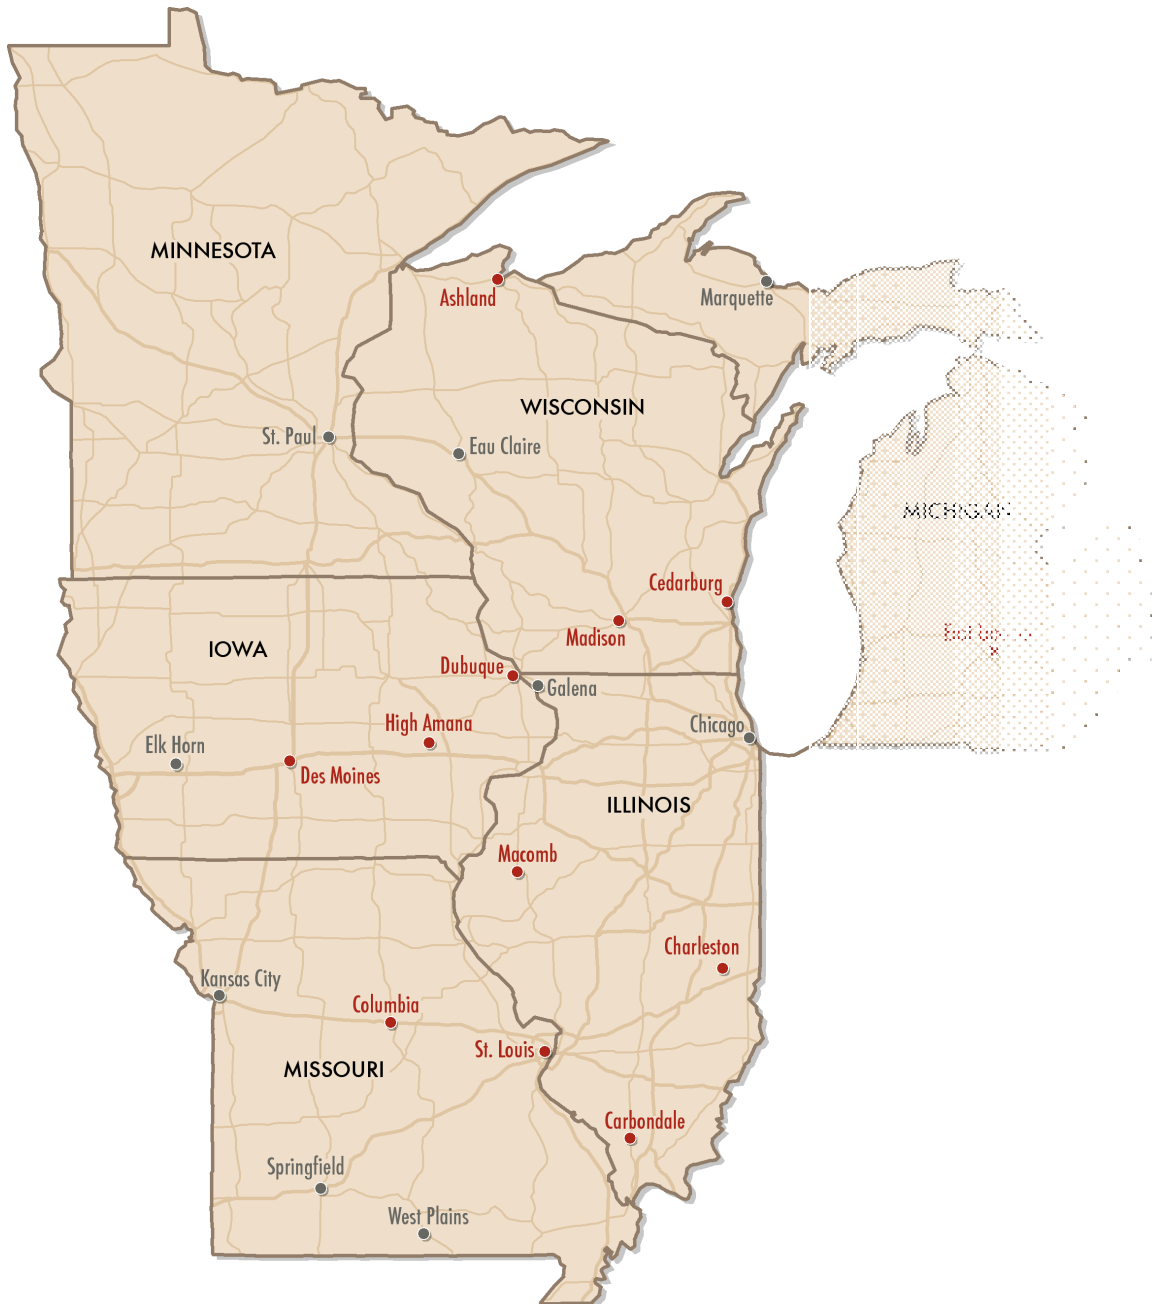 MINNESOTA
Ashland
Marquette
WISCONSIN
St. Paul
Eau Claire
MICHIGAN
Cedarburg
Madison
IOWA
Dubuque
Galena
High Amana
Chicago
Elk Horn
Des Moines
ILLINOIS
Macomb
Charleston
Kansas City
Columbia
St. Louis
MISSOURI
Carbondale
Springfield
West Plains